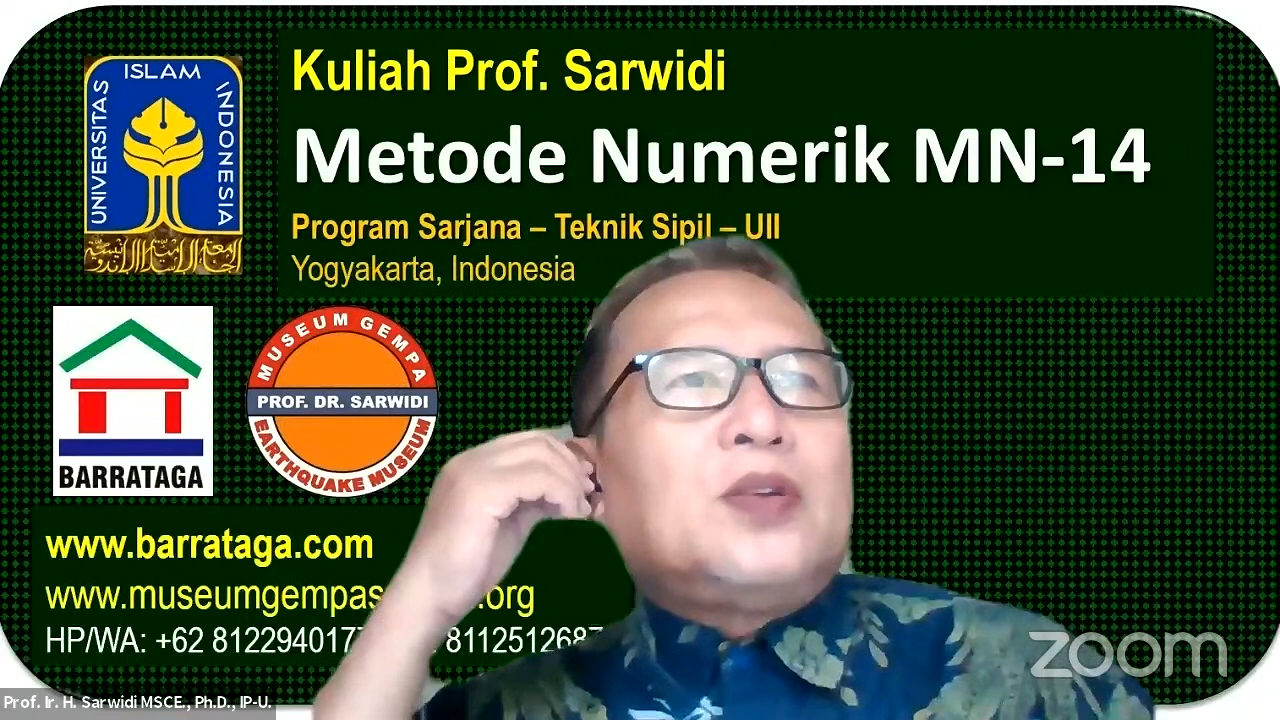 Kuliah Prof. Sarwidi
Metode Numerik MN-14
Program Sarjana – Teknik Sipil – UII
Yogyakarta, Indonesia
UNIVERSITAS
ISLAM
INDONESIA
BARRATAGA
MUSEUM GEMPA
PROF. DR. SARWIDI
EARTHQUAKE MUSEUM
www.barrataga.com
www.museumgempas
.org
HP/WA: +62
zoom
Prof. Ir. H. Sarwidi MSCE., Ph.D., IP-U.